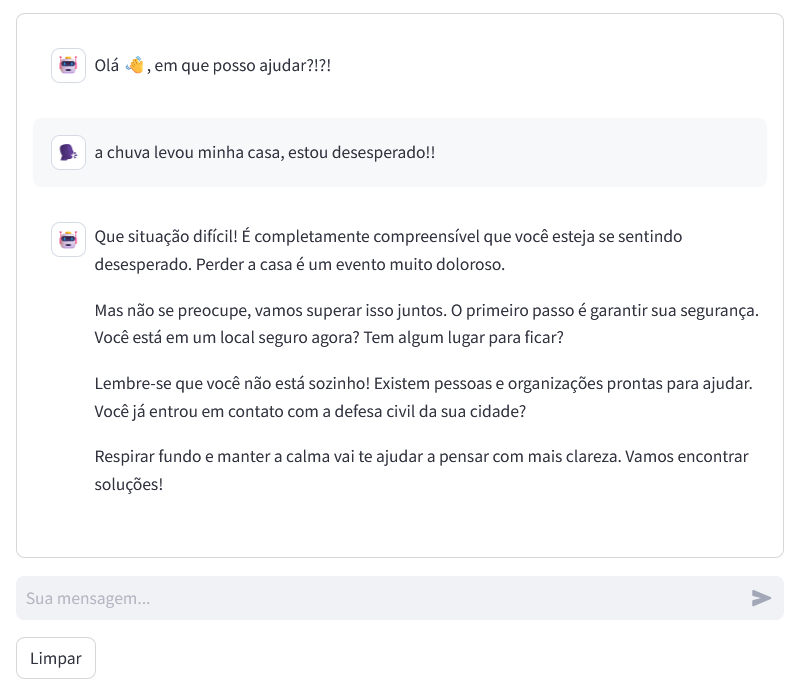 Olá 👋, em que posso ajudar?!?!
a chuva levou minha casa, estou desesperado!!
Que situação difícil! É completamente compreensível que você esteja se sentindo
desesperado. Perder a casa é um evento muito doloroso.
Mas não se preocupe, vamos superar isso juntos. O primeiro passo é garantir sua segurança.
Você está em um local seguro agora? Tem algum lugar para ficar?
Lembre-se que você não está sozinho! Existem pessoas e organizações prontas para ajudar.
Você já entrou em contato com a defesa civil da sua cidade?
Respirar fundo e manter a calma vai te ajudar a pensar com mais clareza. Vamos encontrar
soluções!
Sua mensagem...
Limpar